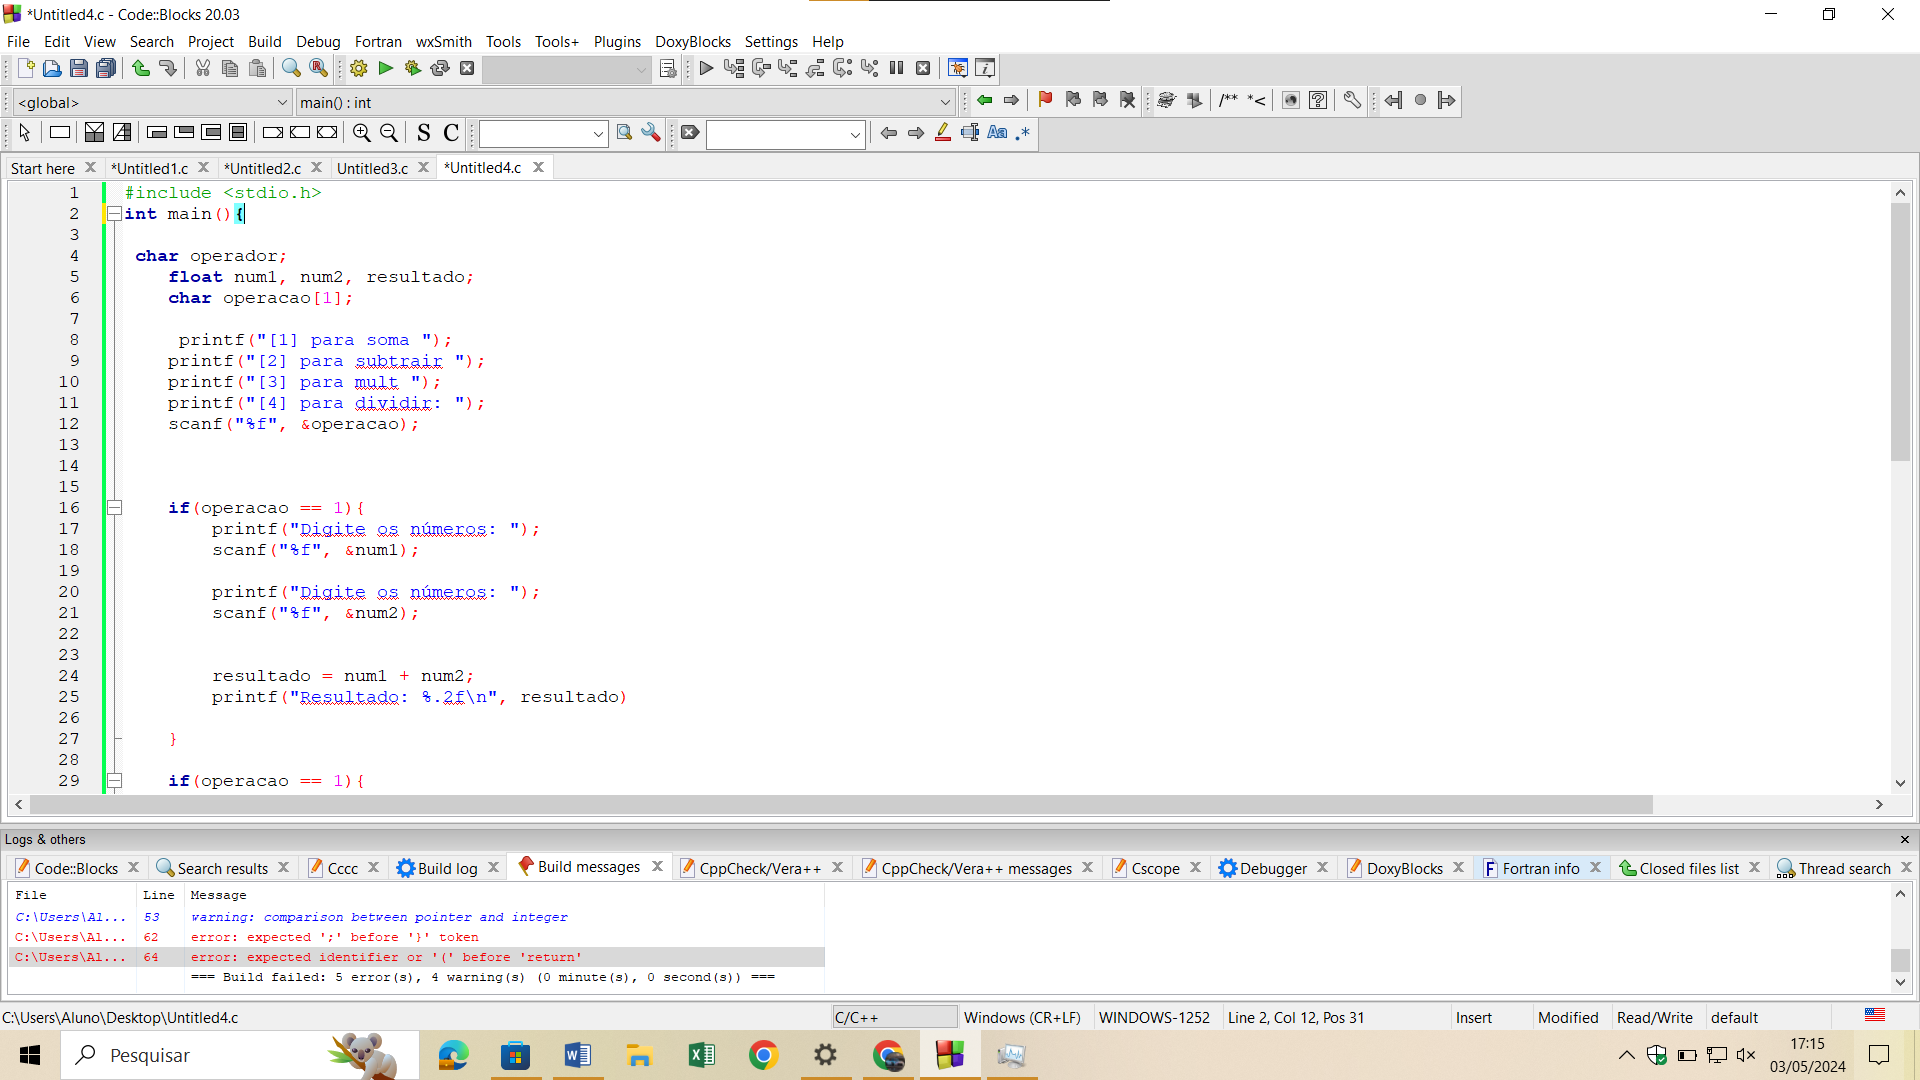 *Untitled4.c - Code::Blocks 20.03
File Edit View Search Project Build Debug Fortran wxSmith Tools Tools+ Plugins DoxyBlocks Settings Help
<global> main() : int
/** *<
S C Aa .*
Start here *Untitled1.c *Untitled2.c Untitled3.c *Untitled4.c
1 #include <stdio.h>
2 int main(){
3
4 char operador;
5 float num1, num2, resultado;
6 char operacao[1];
7
8 printf("[1] para soma ");
9 printf("[2] para subtrair ");
10 printf("[3] para mult ");
11 printf("[4] para dividir: ");
12 scanf("%f", &operacao);
13
14
15
16 if(operacao == 1){
17 printf("Digite os números: ");
18 scanf("%f", &num1);
19
20 printf("Digite os números: ");
21 scanf("%f", &num2);
22
23
24 resultado = num1 + num2;
25 printf("Resultado: %.2f\n", resultado)
26
27 }
28
29 if(operacao == 1){
Logs & others
Code::Blocks Search results Cccc Build log Build messages CppCheck/Vera++ CppCheck/Vera++ messages Cscope Debugger DoxyBlocks Fortran info Closed files list Thread search
File Line Message
C:\Users\Al... 53 warning: comparison between pointer and integer
C:\Users\Al... 62 error: expected ';' before '}' token
C:\Users\Al... 64 error: expected identifier or '(' before 'return'
=== Build failed: 5 error(s), 4 warning(s) (0 minute(s), 0 second(s)) ===
C:\Users\Aluno\Desktop\Untitled4.c C/C++ Windows (CR+LF) WINDOWS-1252 Line 2, Col 12, Pos 31 Insert Modified Read/Write default
Pesquisar
17:15
03/05/2024